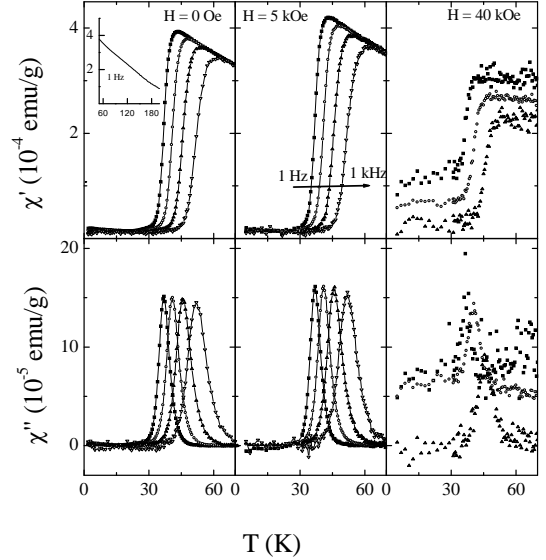 H = 0 Oe
H = 5 kOe
H = 40 kOe
4
2
1 Hz
60 120 180
4
2
χ' (10⁻⁴ emu/g)
1 Hz
1 kHz
20
10
0
χ'' (10⁻⁵ emu/g)
0 30 60 0 30 60 0 30 60
T (K)